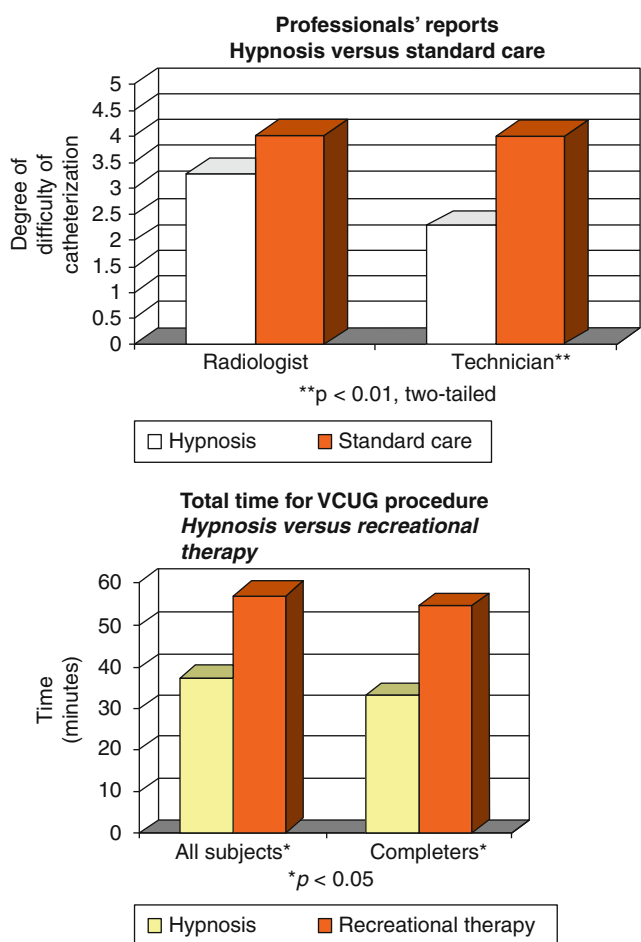 Professionals' reports
Hypnosis versus standard care
Degree of
difficulty of
catheterization
5
4.5
4
3.5
3
2.5
2
1.5
1
0.5
0
Radiologist Technician**
**p < 0.01, two-tailed
Hypnosis Standard care
Total time for VCUG procedure
Hypnosis versus recreational
therapy
Time
(minutes)
60
50
40
30
20
10
0
All subjects* Completers*
*p < 0.05
Hypnosis Recreational therapy